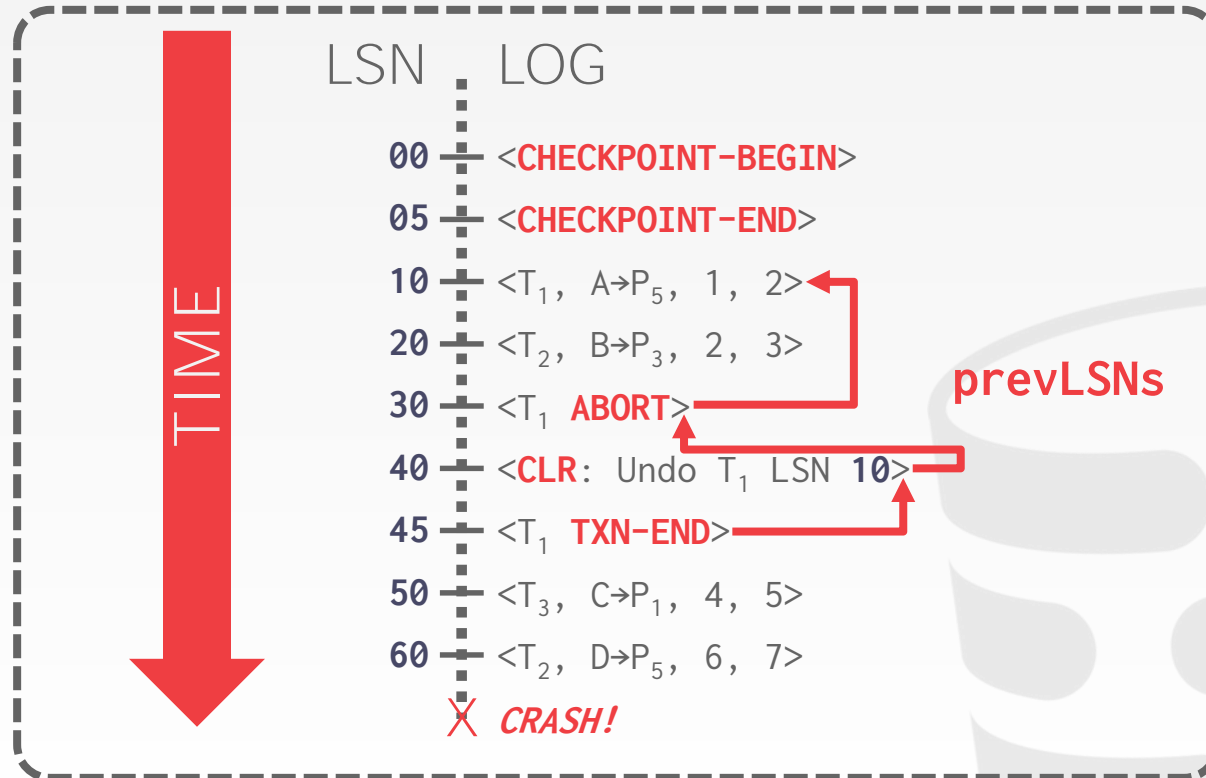 TIME
LSN LOG
00 <CHECKPOINT-BEGIN>
05 <CHECKPOINT-END>
10 <T₁, A→P₅, 1, 2>
20 <T₂, B→P₃, 2, 3>
prevLSNs
30 <T₁ ABORT>
40 <CLR: Undo T₁ LSN 10>
45 <T₁ TXN-END>
50 <T₃, C→P₁, 4, 5>
60 <T₂, D→P₅, 6, 7>
X CRASH!